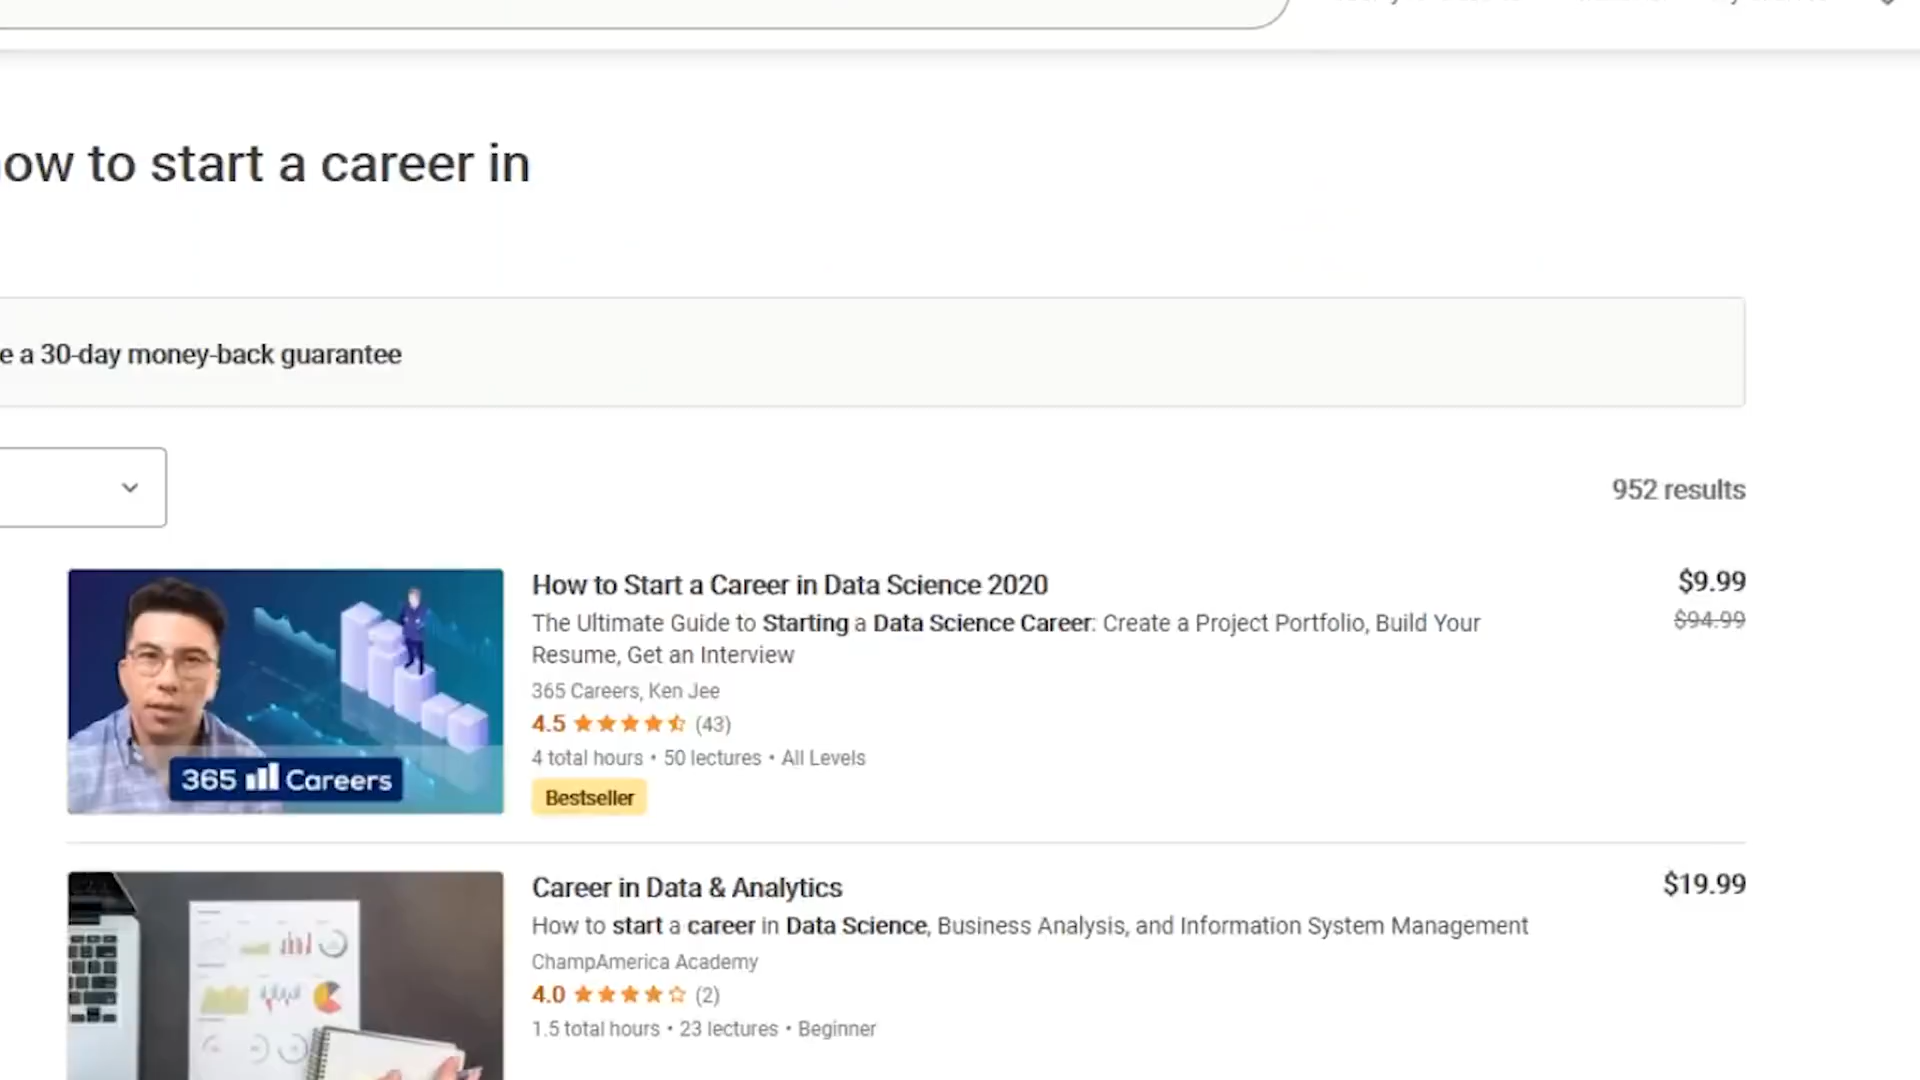 ow to start a career in
e a 30-day money-back guarantee
952 results
How to Start a Career in Data Science 2020
$9.99
The Ultimate Guide to Starting a Data Science Career: Create a Project Portfolio, Build Your
$94.99
Resume, Get an Interview
365 Careers, Ken Jee
4.5 (43)
4 total hours • 50 lectures • All Levels
365 Careers
Bestseller
Career in Data & Analytics
$19.99
How to start a career in Data Science, Business Analysis, and Information System Management
ChampAmerica Academy
4.0 (2)
1.5 total hours • 23 lectures • Beginner